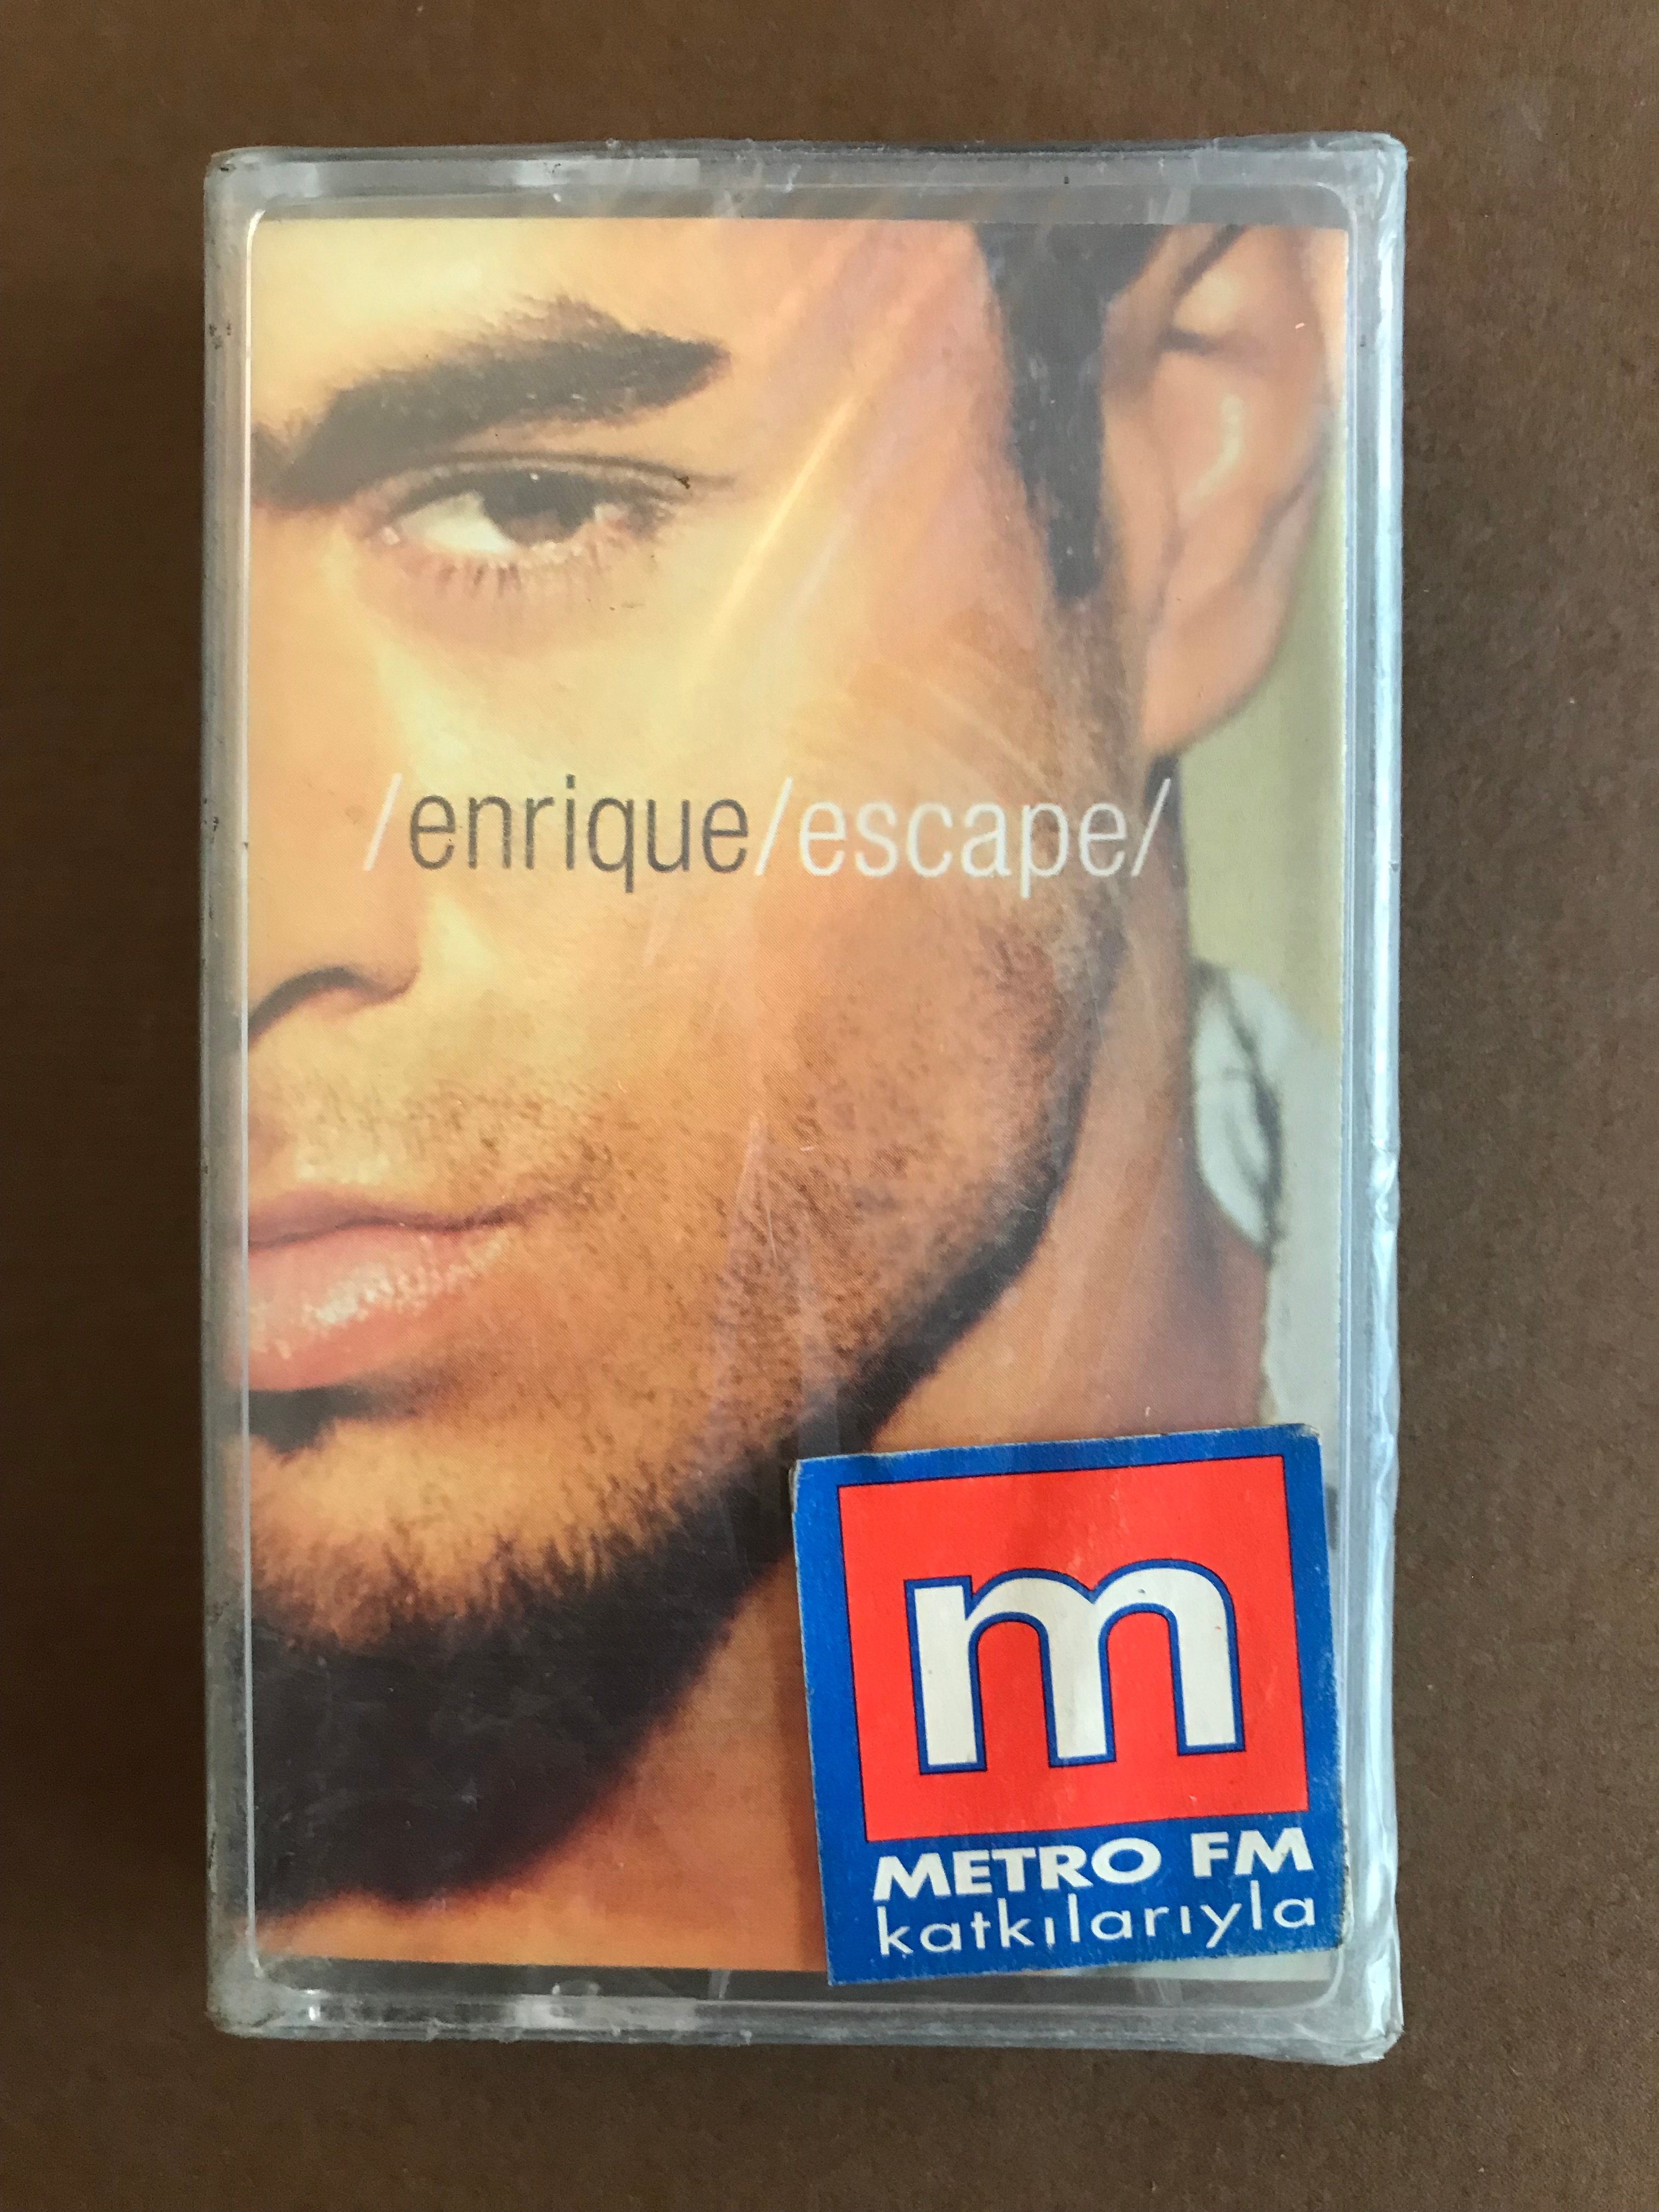 /enrique/escape/
m
METRO FM
katkılarıyla